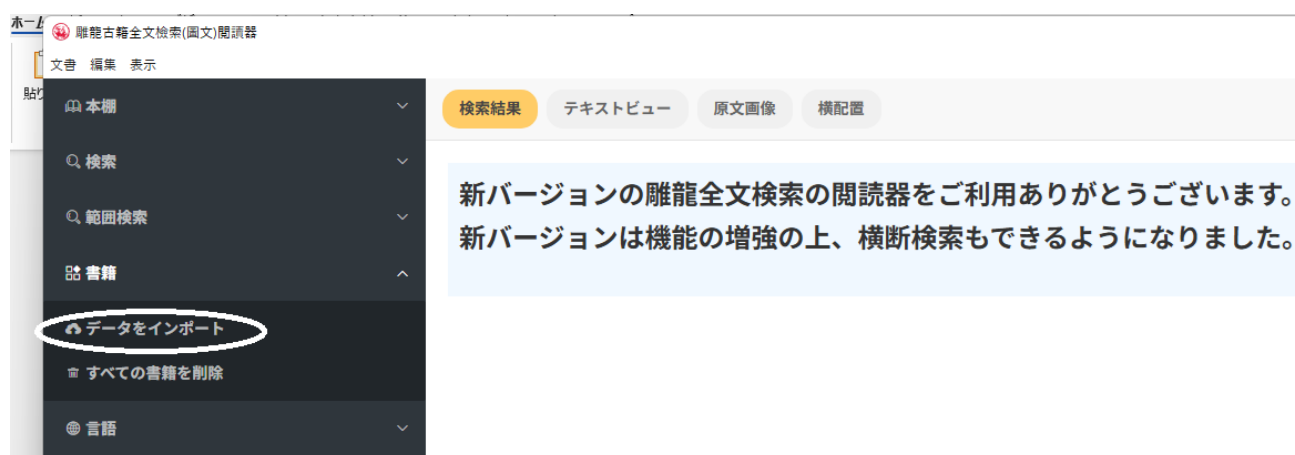 ホーム
雕龍古籍全文檢索(圖文)閱讀器
文書 編集 表示
貼り
本棚
検索
範囲検索
書籍
データをインポート
すべての書籍を削除
言語
検索結果 テキストビュー 原文画像 横配置
新バージョンの雕龍全文検索の閲読器をご利用ありがとうございます。
新バージョンは機能の増強の上、横断検索もできるようになりました。